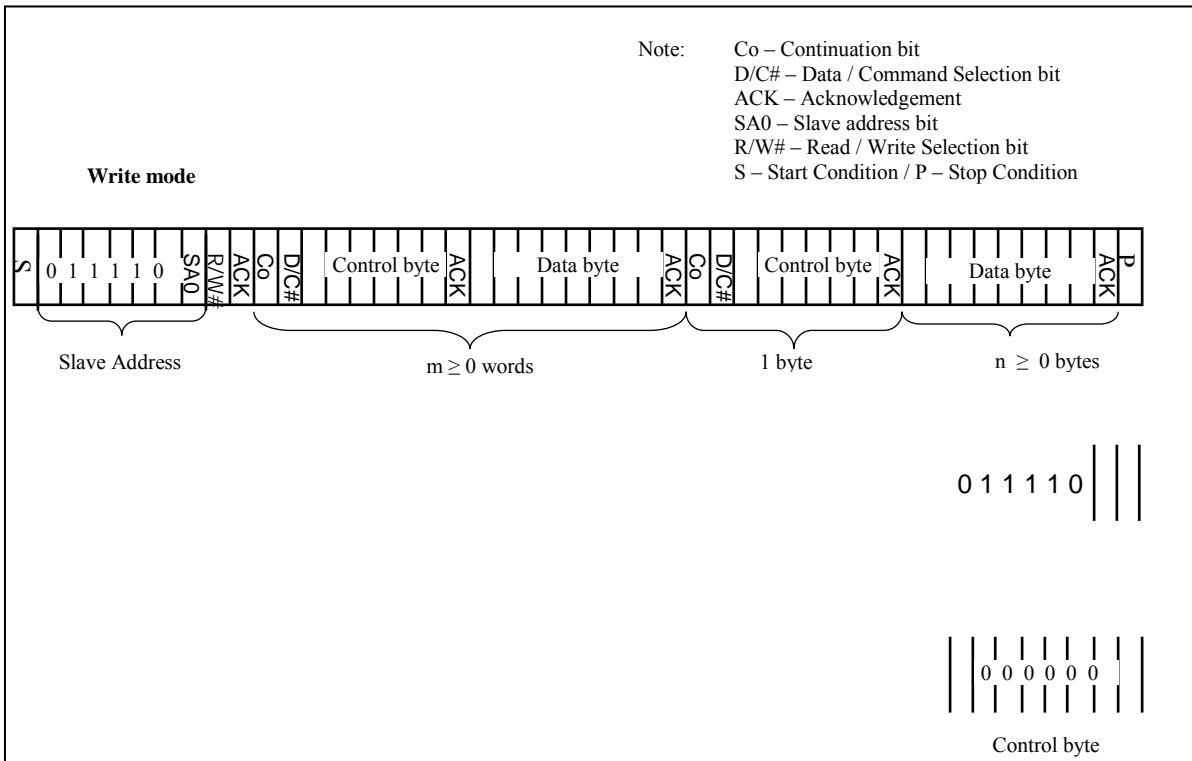 Note: Co – Continuation bit
D/C# – Data / Command Selection bit
ACK – Acknowledgement
SA0 – Slave address bit
R/W# – Read / Write Selection bit
S – Start Condition / P – Stop Condition
Write mode
S 0 1 1 1 1 0 SA0 R/W# ACK Co D/C# Control byte ACK Data byte ACK Co D/C# Control byte ACK Data byte ACK P
Slave Address m ≥ 0 words 1 byte n ≥ 0 bytes
0 1 1 1 1 0
0 0 0 0 0 0
Control byte